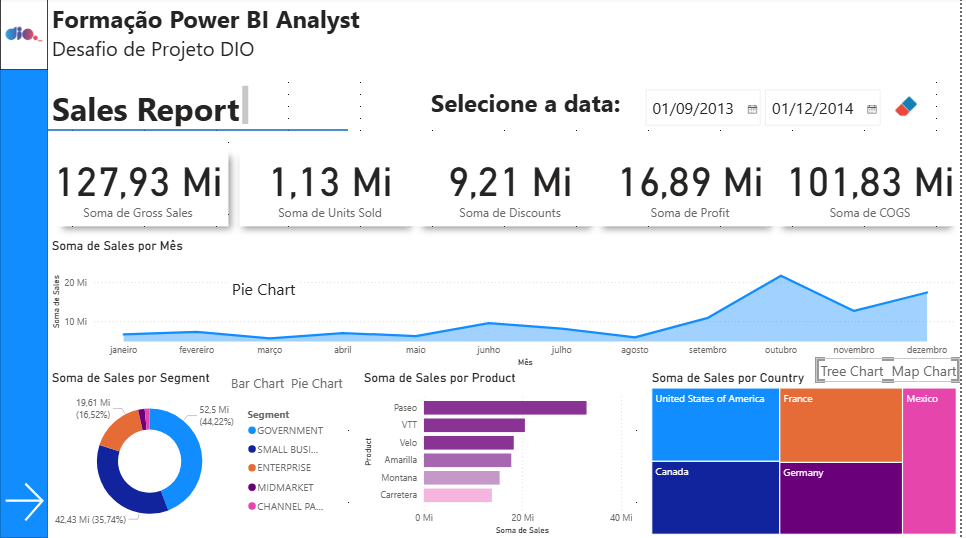 dio._
Formação Power BI Analyst
Desafio de Projeto DIO
Sales Report
Selecione a data:
01/09/2013
01/12/2014
127,93 Mi
Soma de Gross Sales
1,13 Mi
Soma de Units Sold
9,21 Mi
Soma de Discounts
16,89 Mi
Soma de Profit
101,83 Mi
Soma de COGS
Soma de Sales por Mês
Pie Chart
Soma de Sales
20 Mi
10 Mi
janeiro fevereiro março abril maio junho julho agosto setembro outubro novembro dezembro
Mês
Soma de Sales por Segment
Bar Chart Pie Chart
19,61 Mi
(16,52%)
52,5 Mi
(44,22%)
42,43 Mi (35,74%)
Segment
GOVERNMENT
SMALL BUSI...
ENTERPRISE
MIDMARKET
CHANNEL PA...
Soma de Sales por Product
Product
Paseo
VTT
Velo
Amarilla
Montana
Carretera
0 Mi 20 Mi 40 Mi
Soma de Sales
Tree Chart Map Chart
Soma de Sales por Country
United States of America
France
Mexico
Canada
Germany